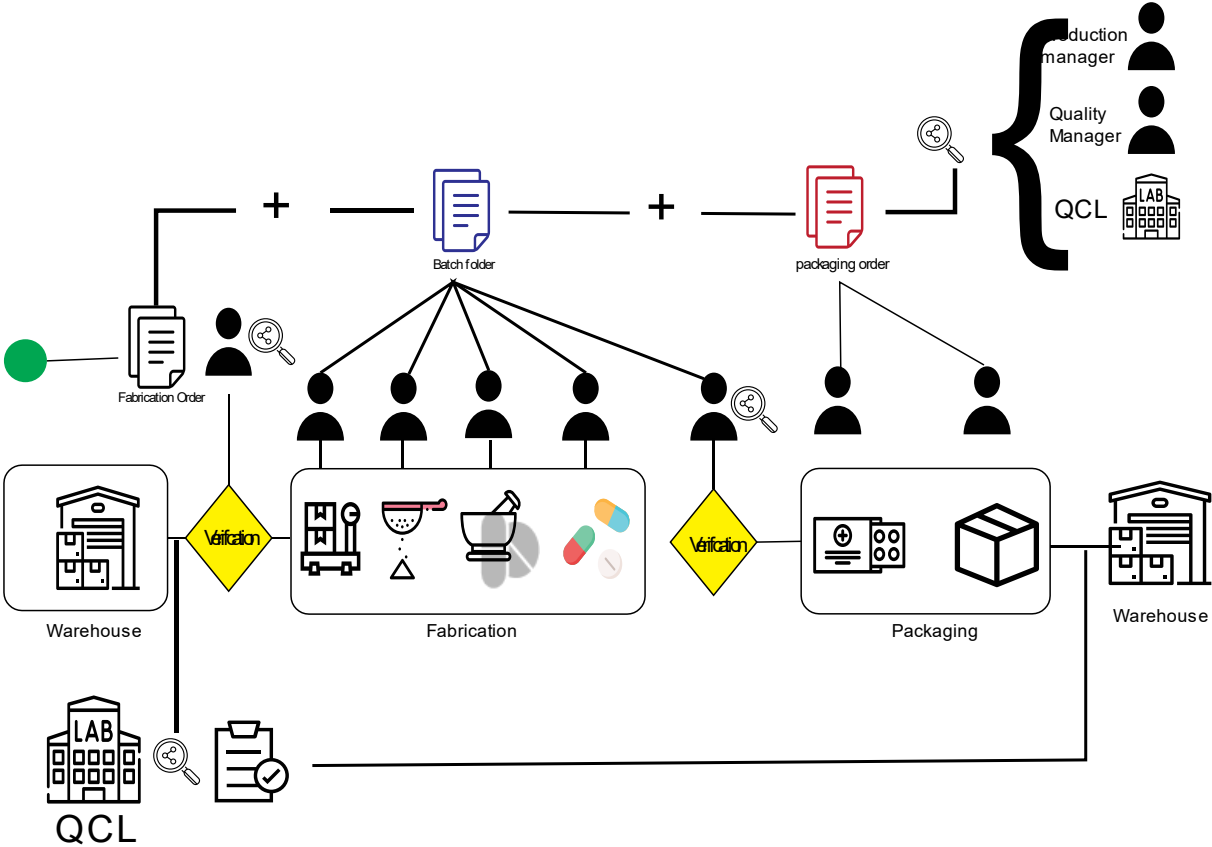 manager
Quality
Manager
QCL
LAB
Batch folder
packaging order
Fabrication Order
Verification
Verification
Warehouse
Fabrication
Packaging
Warehouse
LAB
QCL